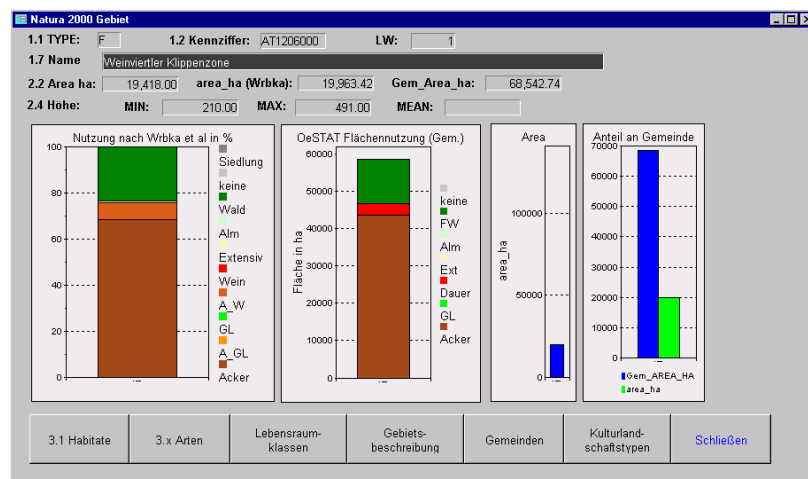 Natura 2000 Gebiet
1.1 TYPE: F 1.2 Kennziffer: AT1206000 LW: 1
1.7 Name Weinviertler Klippenzone
2.2 Area ha: 19,418.00 area_ha (Wrbka): 19,963.42 Gem_Area_ha: 68,542.74
2.4 Höhe: MIN: 210.00 MAX: 491.00 MEAN:
Nutzung nach Wrbka et al in %
100
80
60
40
20
0
Siedlung
keine
Wald
Alm
Extensiv
Wein
A_W
GL
A_GL
Acker
OeSTAT Flächennutzung (Gem.)
Fläche in ha
60000
50000
40000
30000
20000
10000
0
keine
FW
Alm
Ext
Dauer
GL
Acker
Area
area_ha
100000
50000
0
Anteil an Gemeinde
70000
60000
50000
40000
30000
20000
10000
0
Gem_AREA_HA
area_ha
3.1 Habitate
3.x Arten
Lebensraum-
klassen
Gebiets-
beschreibung
Gemeinden
Kulturland-
schaftstypen
Schließen